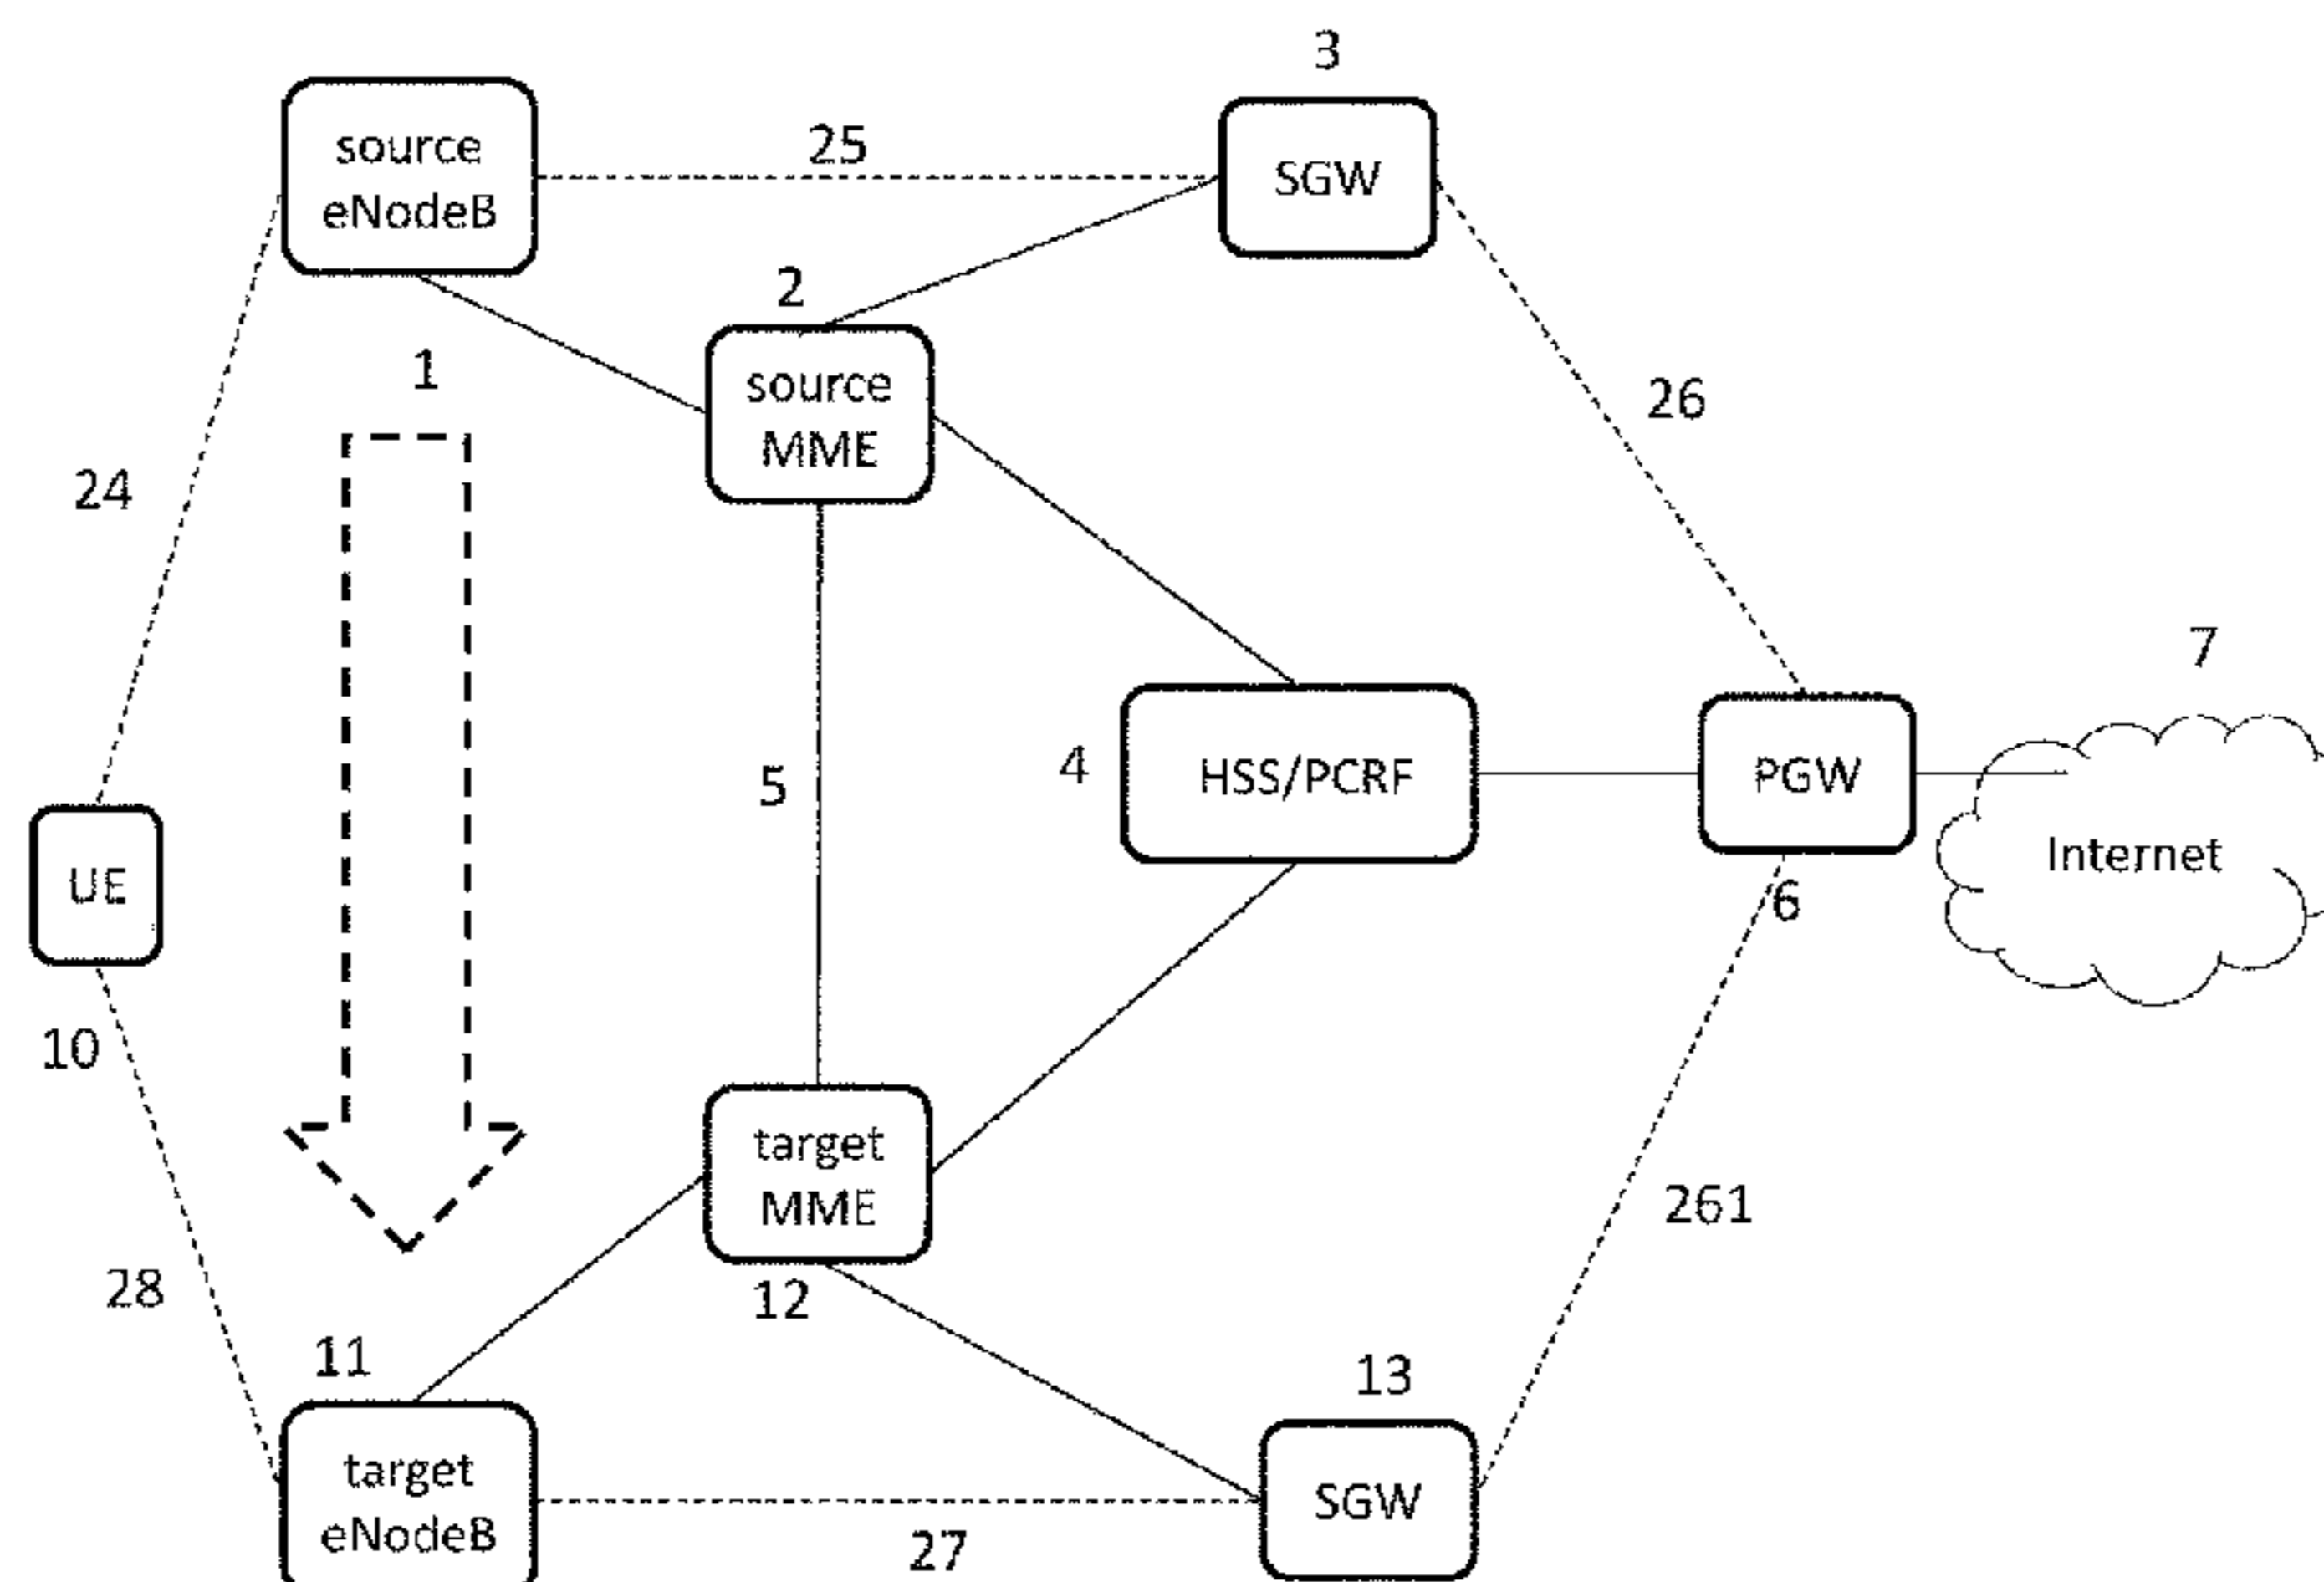 3
source
eNodeB
25
SGW
2
1
source
MME
26
24
7
5
4
HSS/PCRF
PGW
Internet
UE
6
10
target
MME
261
28
12
11
13
target
eNodeB
SGW
27